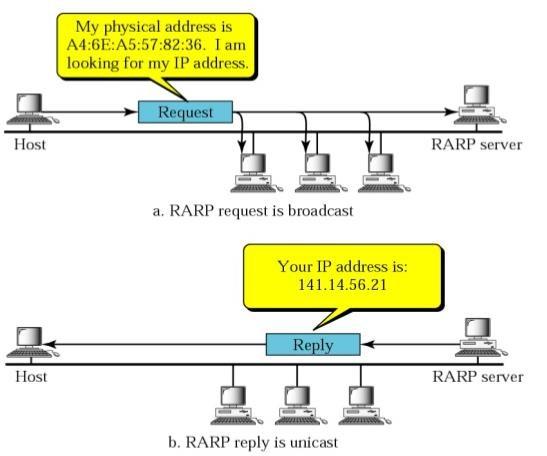 My physical address is
A4:6E:A5:57:82:36. I am
looking for my IP address.
Request
Host
RARP server
a. RARP request is broadcast
Your IP address is:
141.14.56.21
Reply
Host
RARP server
b. RARP reply is unicast